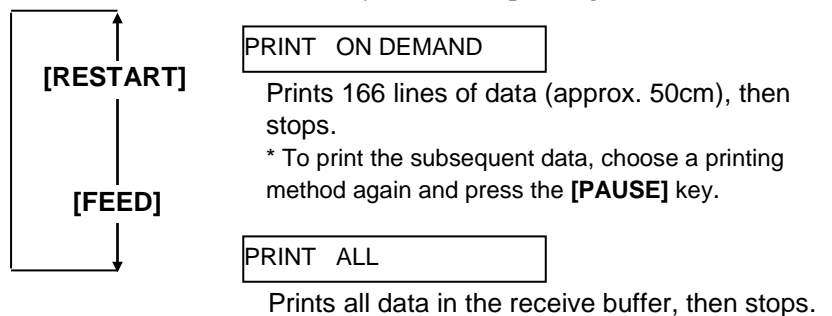 PRINT ON DEMAND
[RESTART]
Prints 166 lines of data (approx. 50cm), then
stops.
* To print the subsequent data, choose a printing
method again and press the [PAUSE] key.
[FEED]
PRINT ALL
Prints all data in the receive buffer, then stops.